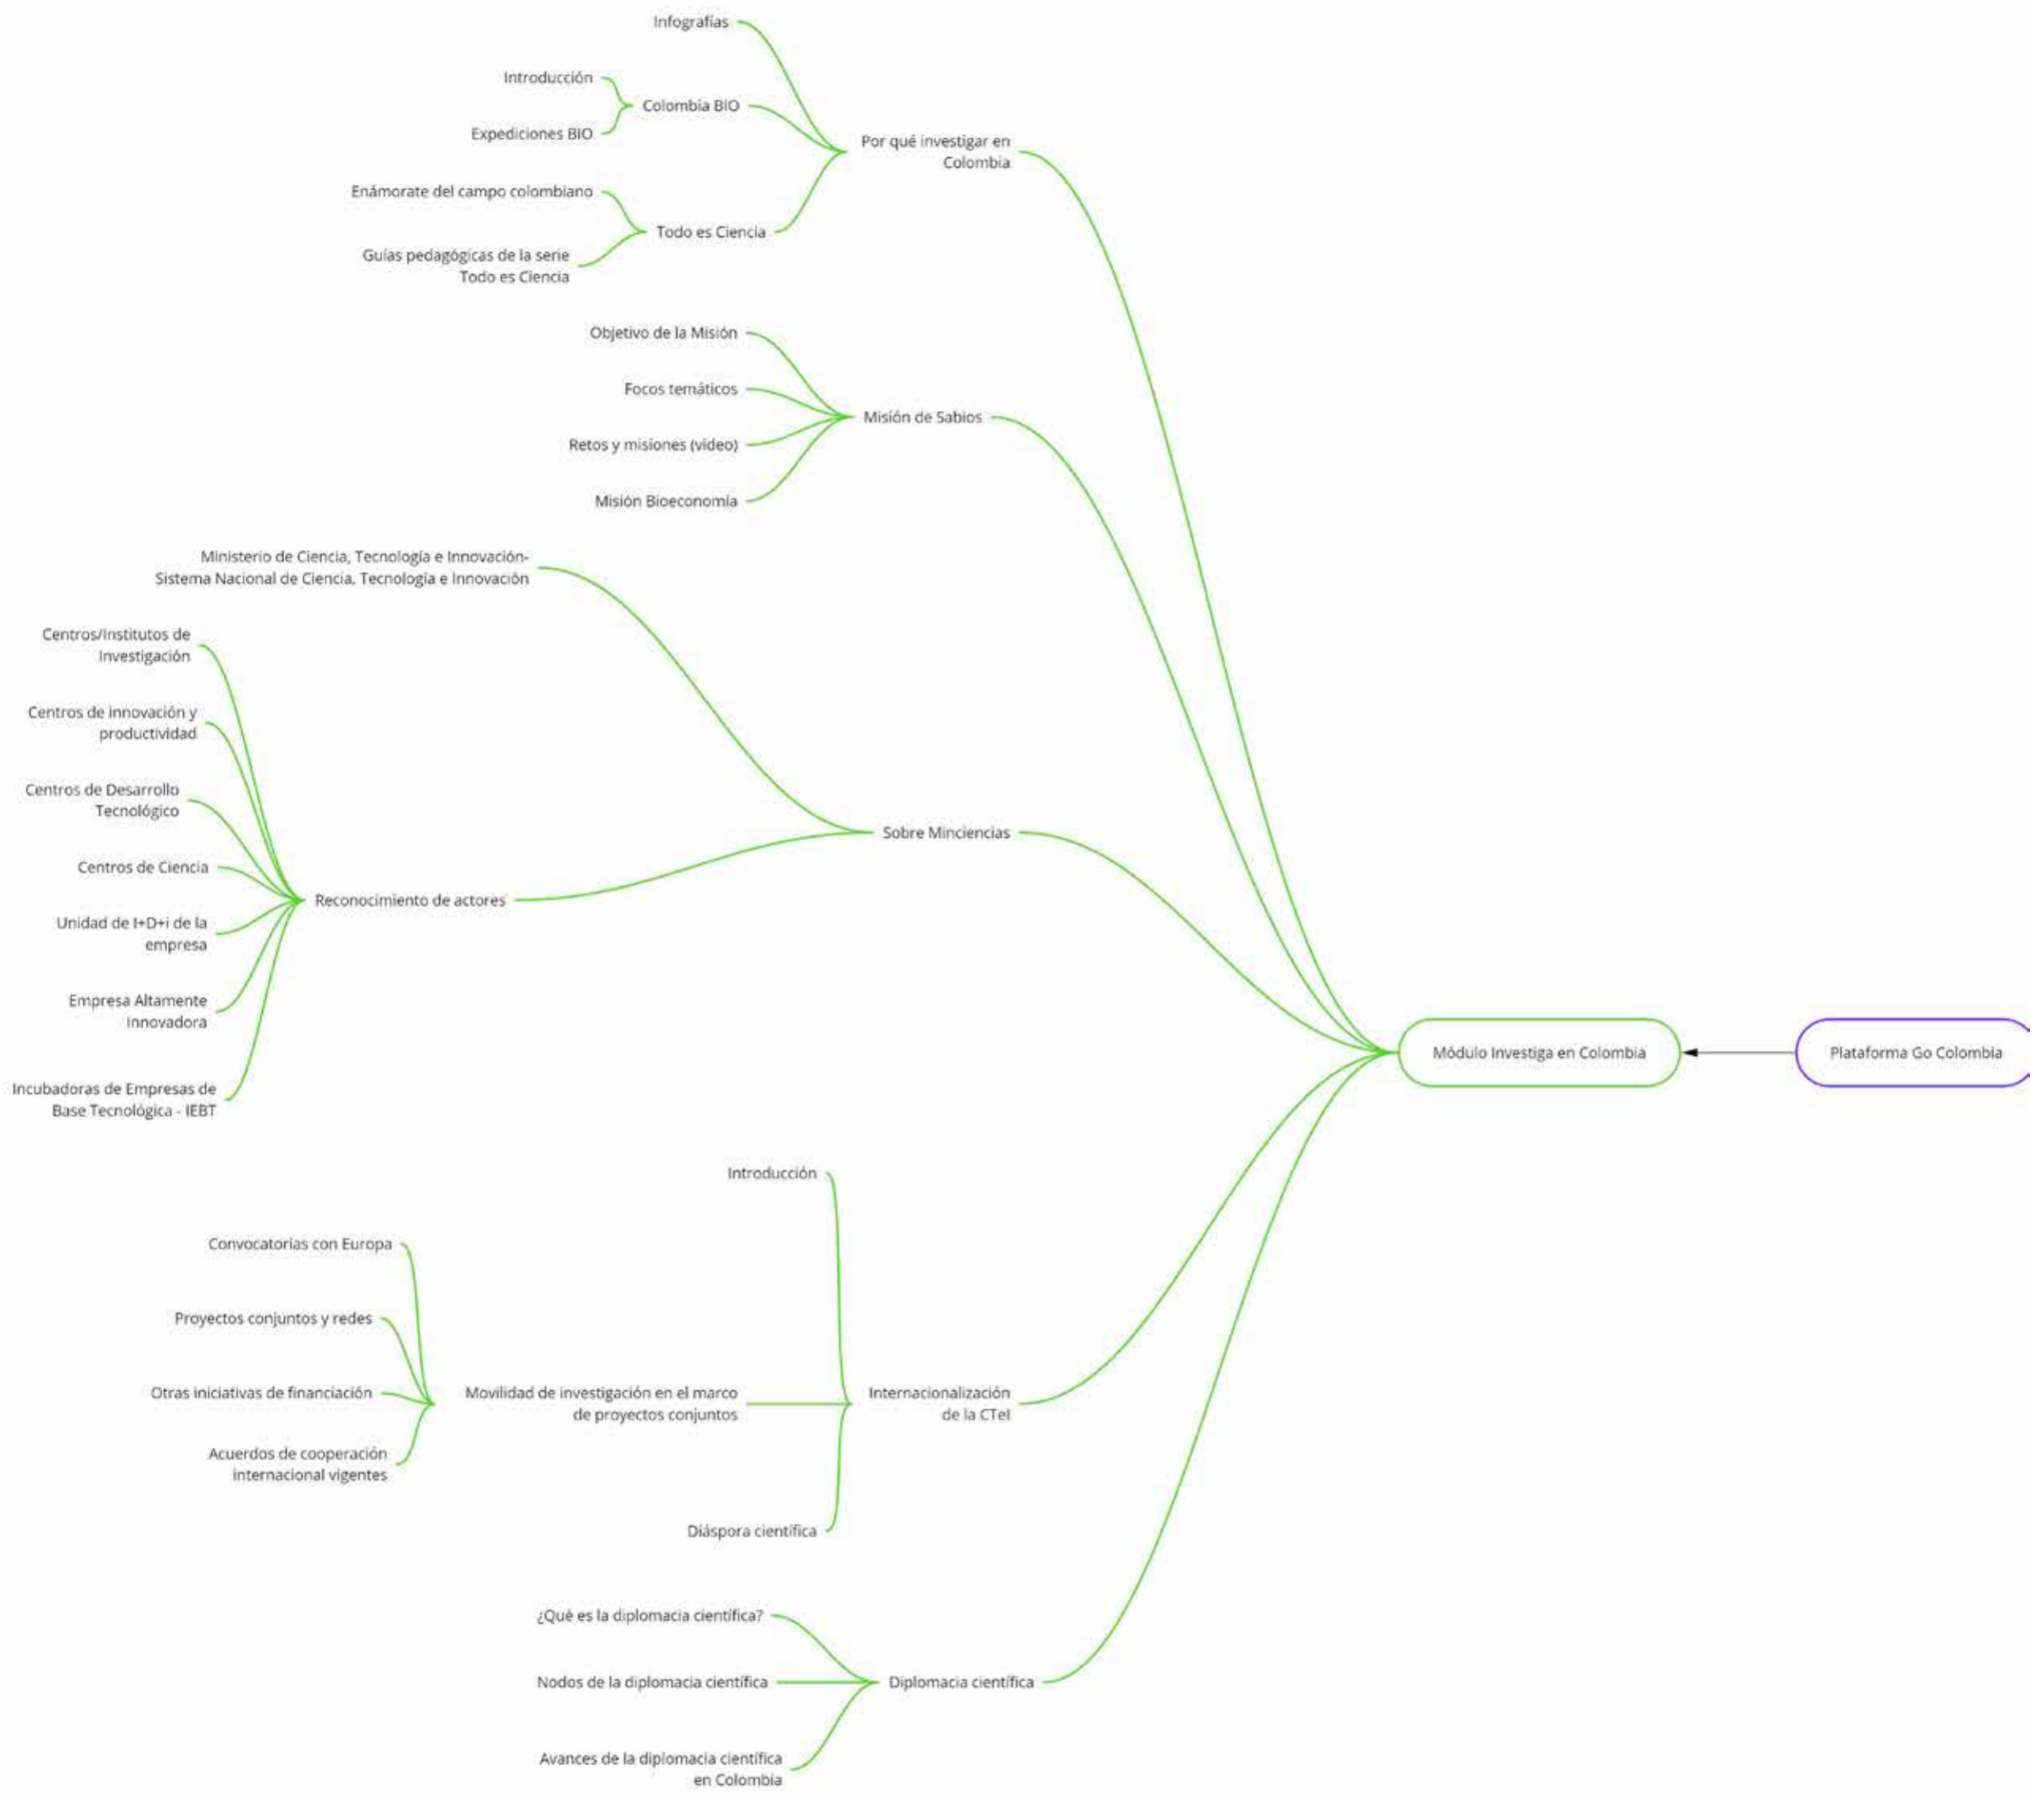 Infografías
Introducción
Colombia BIO
Expediciones BIO
Por qué investigar en
Colombia
Enámorate del campo colombiano
Todo es Ciencia
Guías pedagógicas de la serie
Todo es Ciencia
Objetivo de la Misión
Focos temáticos
Misión de Sabios
Retos y misiones (video)
Misión Bioeconomía
Ministerio de Ciencia, Tecnología e Innovación-
Sistema Nacional de Ciencia, Tecnología e Innovación
Centros/Institutos de
Investigación
Centros de innovación y
productividad
Centros de Desarrollo
Tecnológico
Sobre Minciencias
Centros de Ciencia
Reconocimiento de actores
Unidad de I+D+i de la
empresa
Empresa Altamente
Innovadora
Incubadoras de Empresas de
Base Tecnológica - IEBT
Módulo Investiga en Colombia
Plataforma Go Colombia
Introducción
Convocatorias con Europa
Proyectos conjuntos y redes
Otras iniciativas de financiación
Movilidad de investigación en el marco
de proyectos conjuntos
Internacionalización
de la CTeI
Acuerdos de cooperación
internacional vigentes
Diáspora científica
¿Qué es la diplomacia científica?
Nodos de la diplomacia científica
Diplomacia científica
Avances de la diplomacia científica
en Colombia